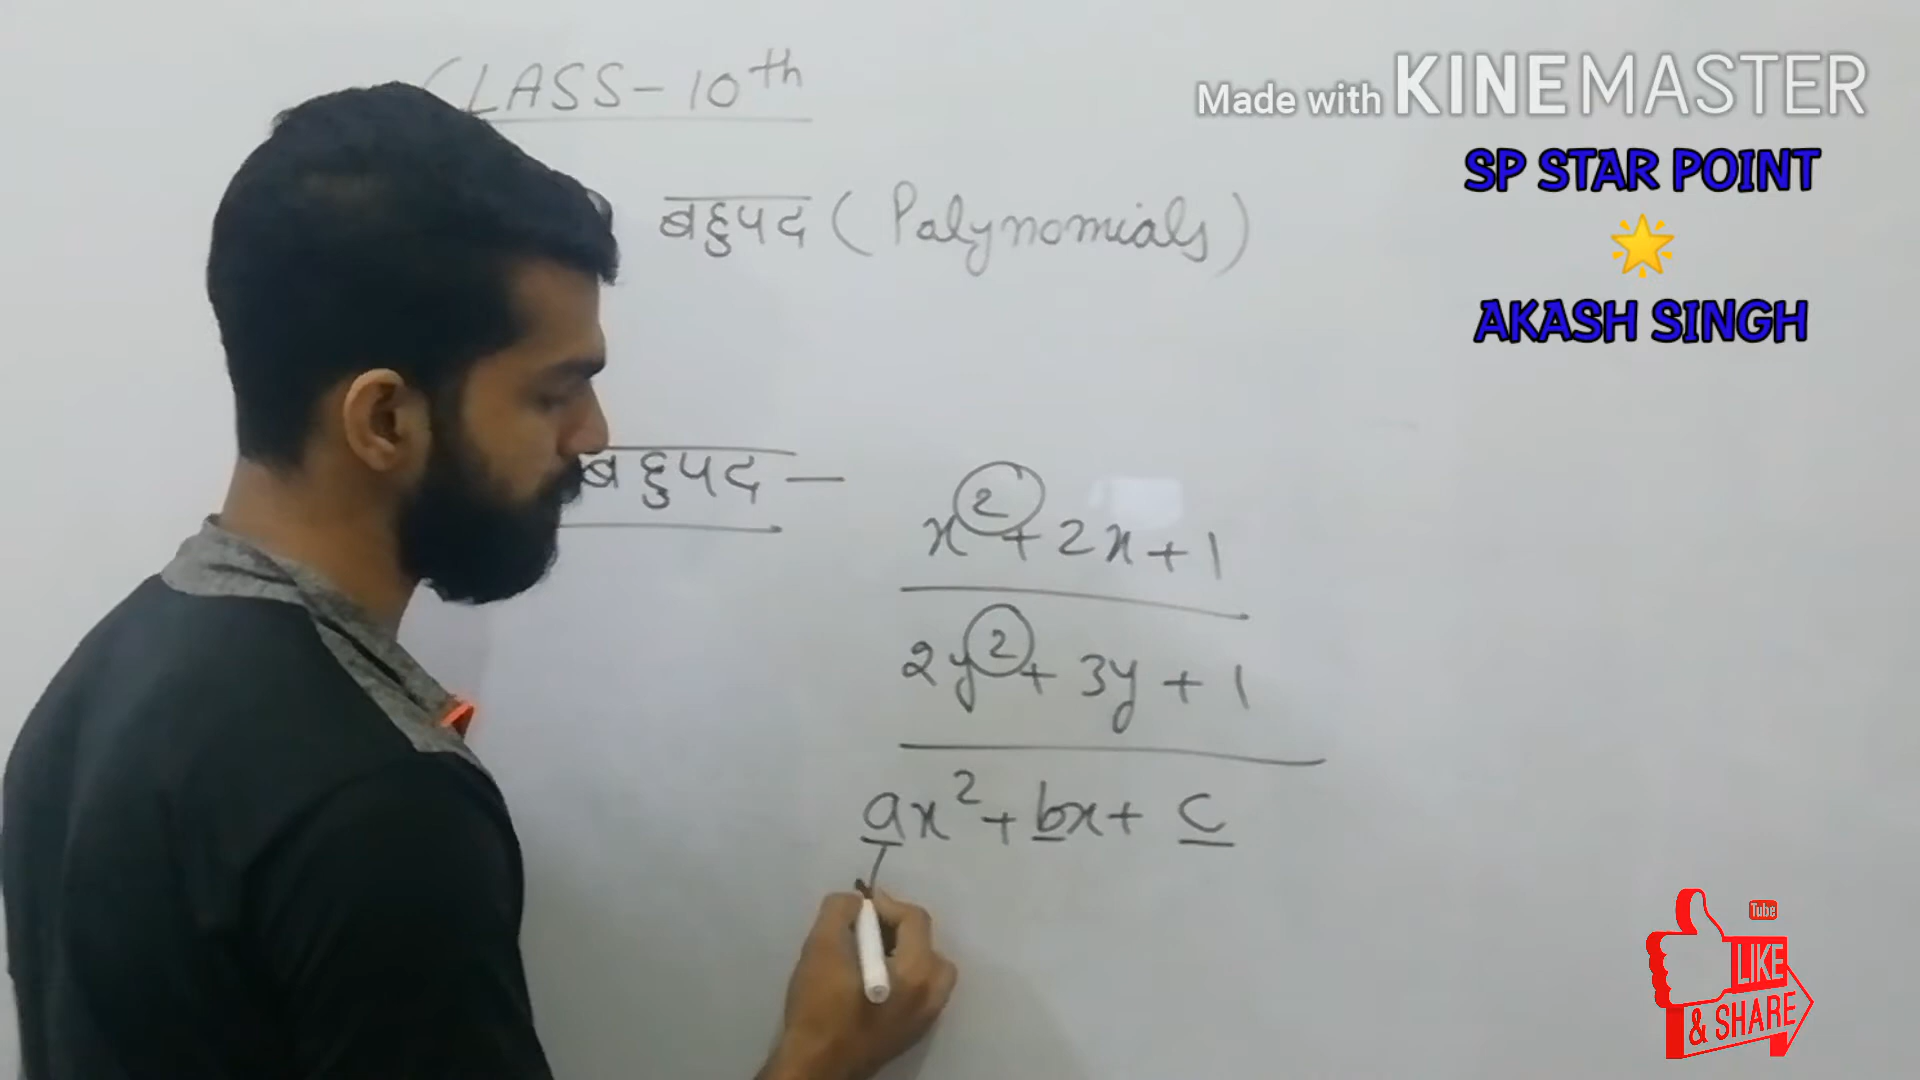 CLASS-10th
Made with KINEMASTER
SP STAR POINT
AKASH SINGH
बहुपद (Polynomials)
बहुपद —
x² + 2x + 1
2y² + 3y + 1
ax² + bx + c
Tube
LIKE
& SHARE